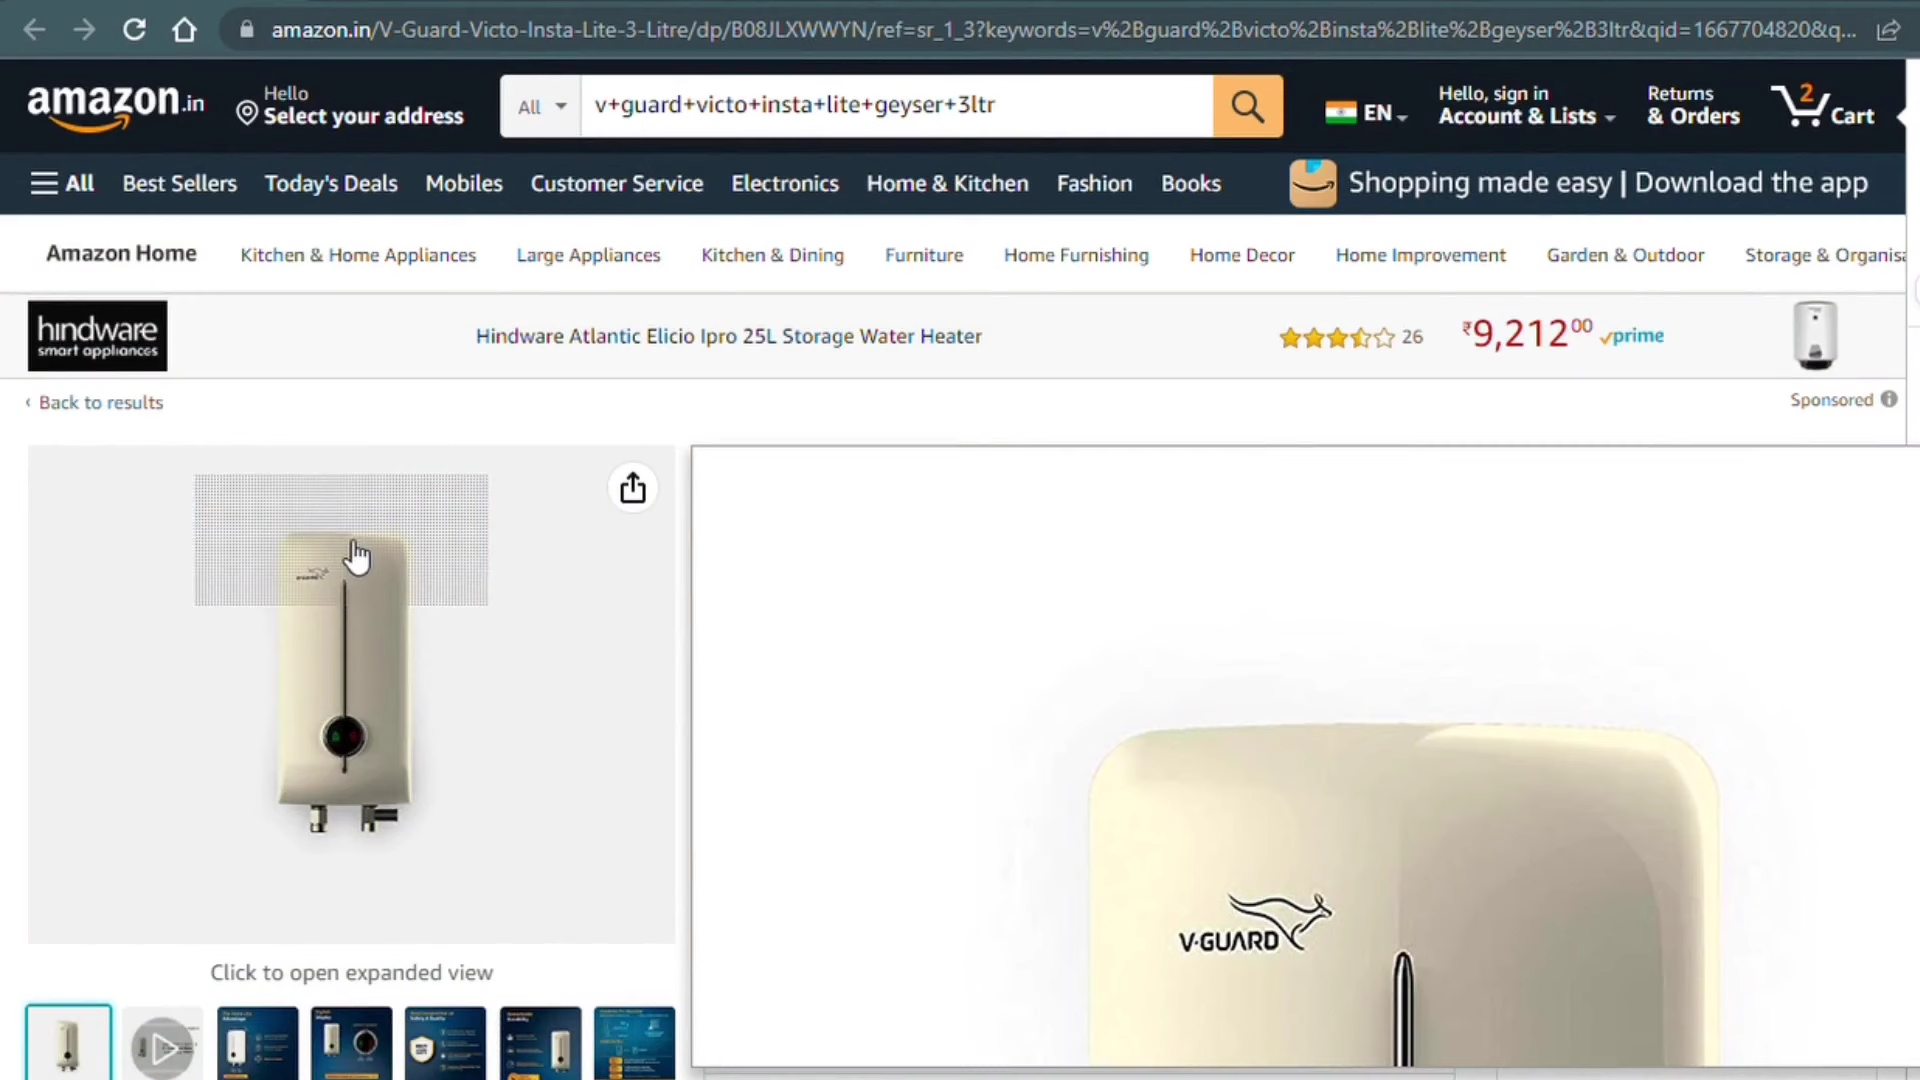 amazon.in/V-Guard-Victo-Insta-Lite-3-Litre/dp/B08JLXWWYN/ref=sr_1_3?keywords=v%2Bguard%2Bvicto%2Binsta%2Blite%2Bgeyser%2B3ltr&qid=1667704820&q...
amazon.in
Hello
Select your address
All
v+guard+victo+insta+lite+geyser+3ltr
EN
Hello, sign in
Account & Lists
Returns
& Orders
2
Cart
All Best Sellers Today's Deals Mobiles Customer Service Electronics Home & Kitchen Fashion Books
Shopping made easy | Download the app
Amazon Home Kitchen & Home Appliances Large Appliances Kitchen & Dining Furniture Home Furnishing Home Decor Home Improvement Garden & Outdoor Storage & Organisa
hindware
smart appliances
Hindware Atlantic Elicio Ipro 25L Storage Water Heater
26
₹9,21200
prime
‹ Back to results
Sponsored
V-GUARD
V-GUARD
Click to open expanded view